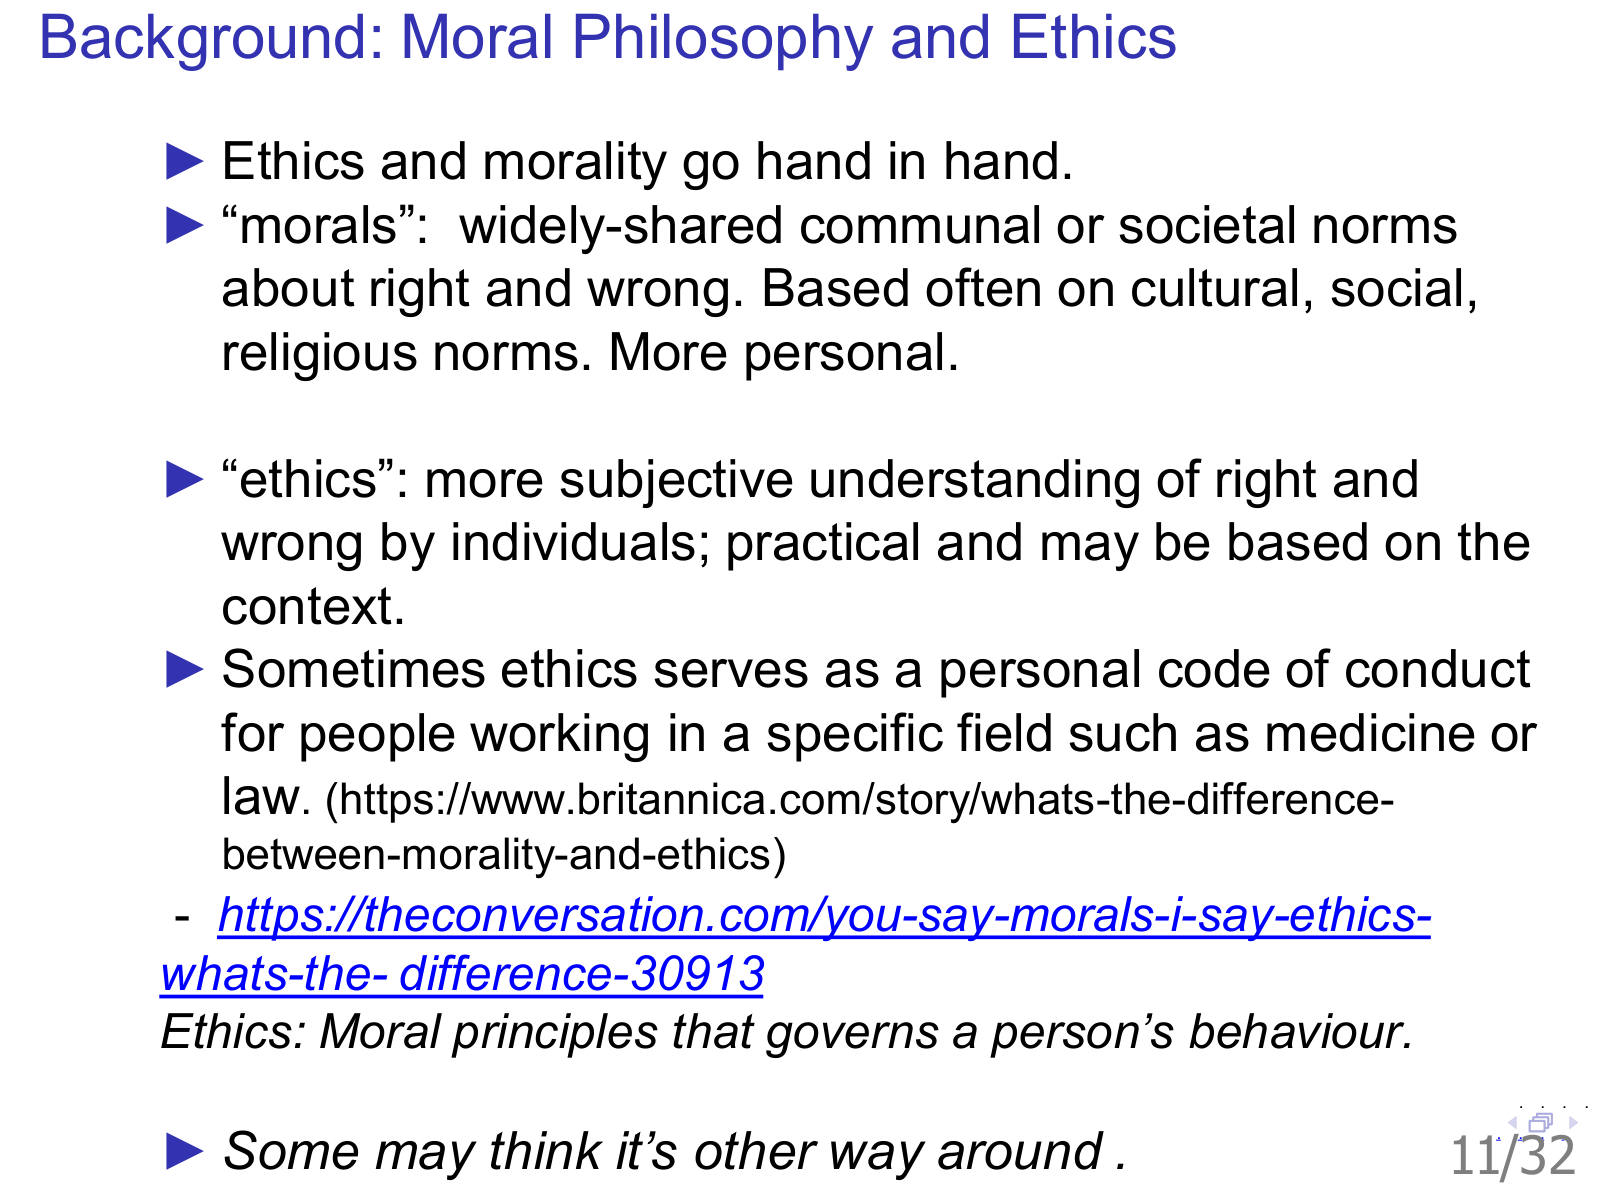 Background: Moral Philosophy and Ethics
► Ethics and morality go hand in hand.
► “morals”:  widely-shared communal or societal norms
about right and wrong. Based often on cultural, social,
religious norms. More personal.
► “ethics”: more subjective understanding of right and
wrong by individuals; practical and may be based on the
context.
► Sometimes ethics serves as a personal code of conduct
for people working in a specific field such as medicine or
law. (https://www.britannica.com/story/whats-the-difference-
between-morality-and-ethics)
- https://theconversation.com/you-say-morals-i-say-ethics-
whats-the- difference-30913
Ethics: Moral principles that governs a person’s behaviour.
► Some may think it’s other way around .
11/32